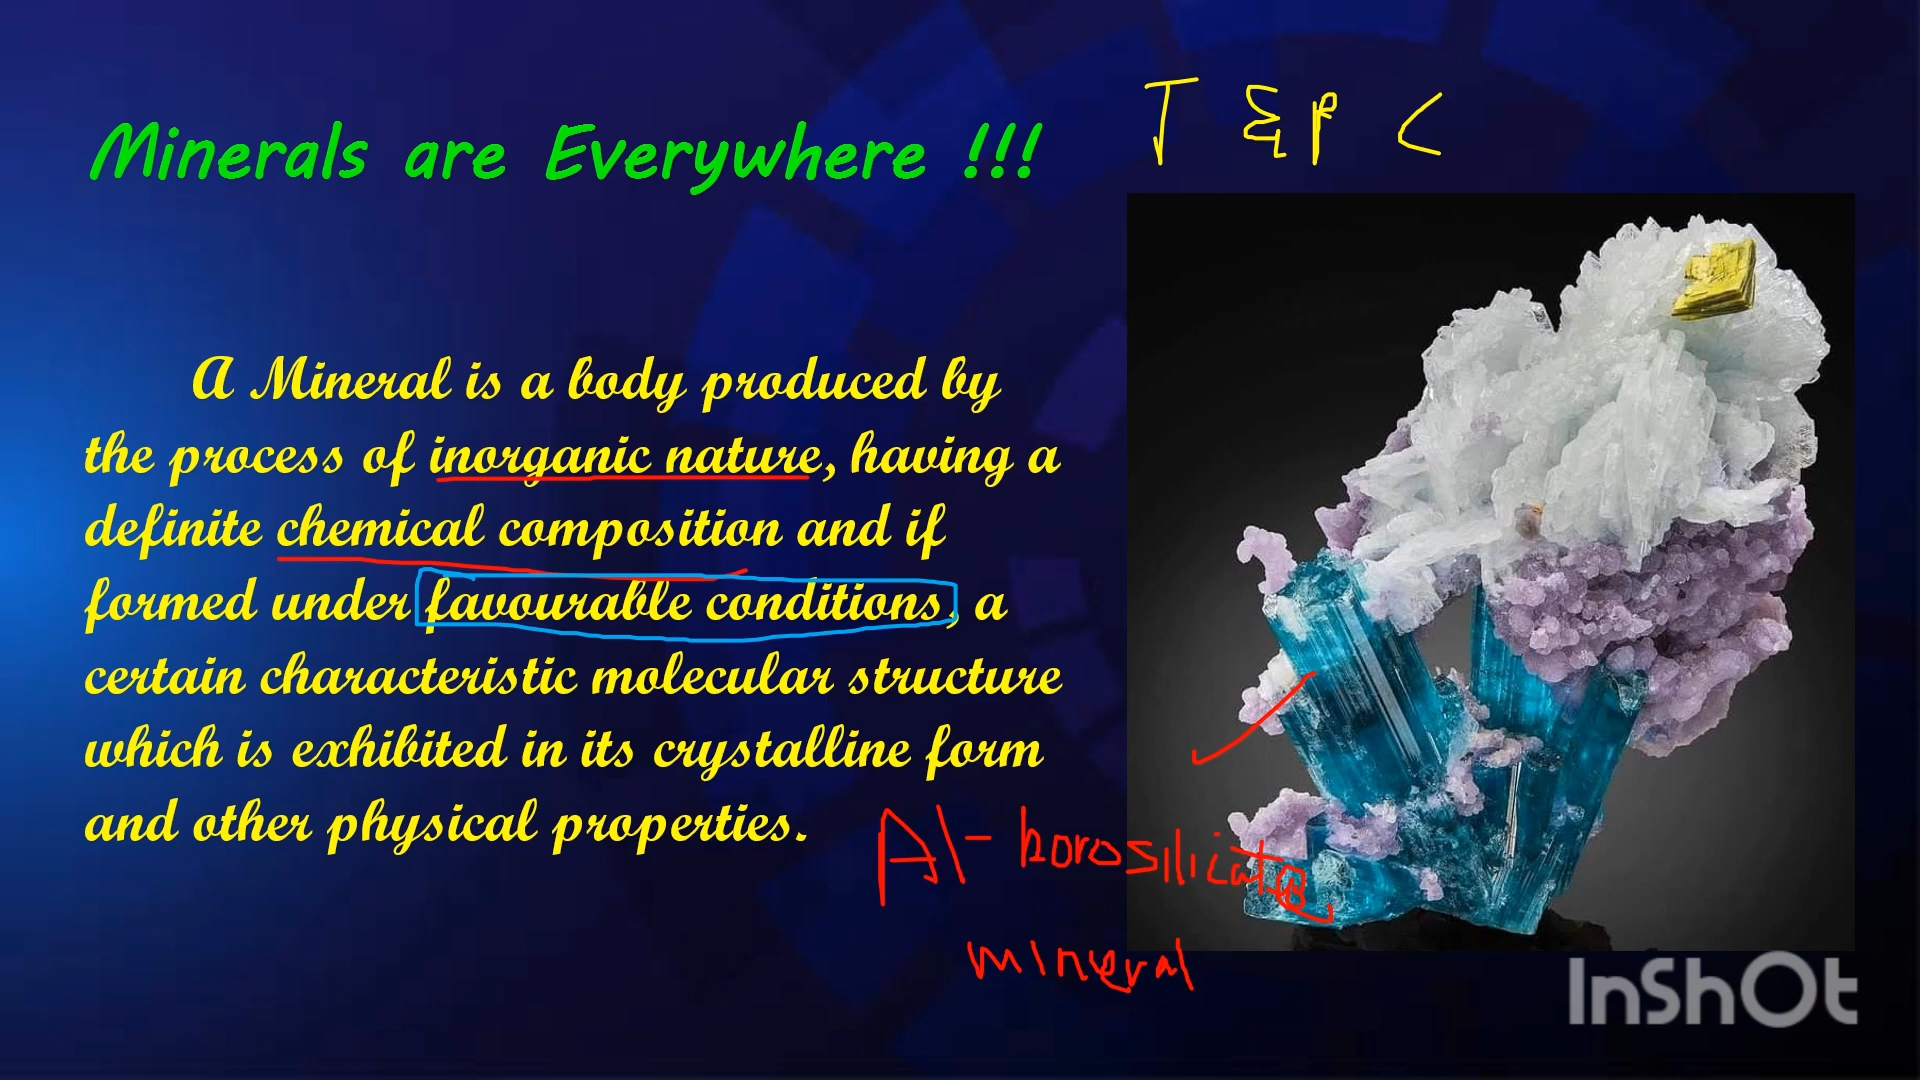 T & P <
Minerals are Everywhere !!!
A Mineral is a body produced by
the process of inorganic nature, having a
definite chemical composition and if
formed under favourable conditions, a
certain characteristic molecular structure
which is exhibited in its crystalline form
and other physical properties.
Al-borosilicate
mineral
InShOt